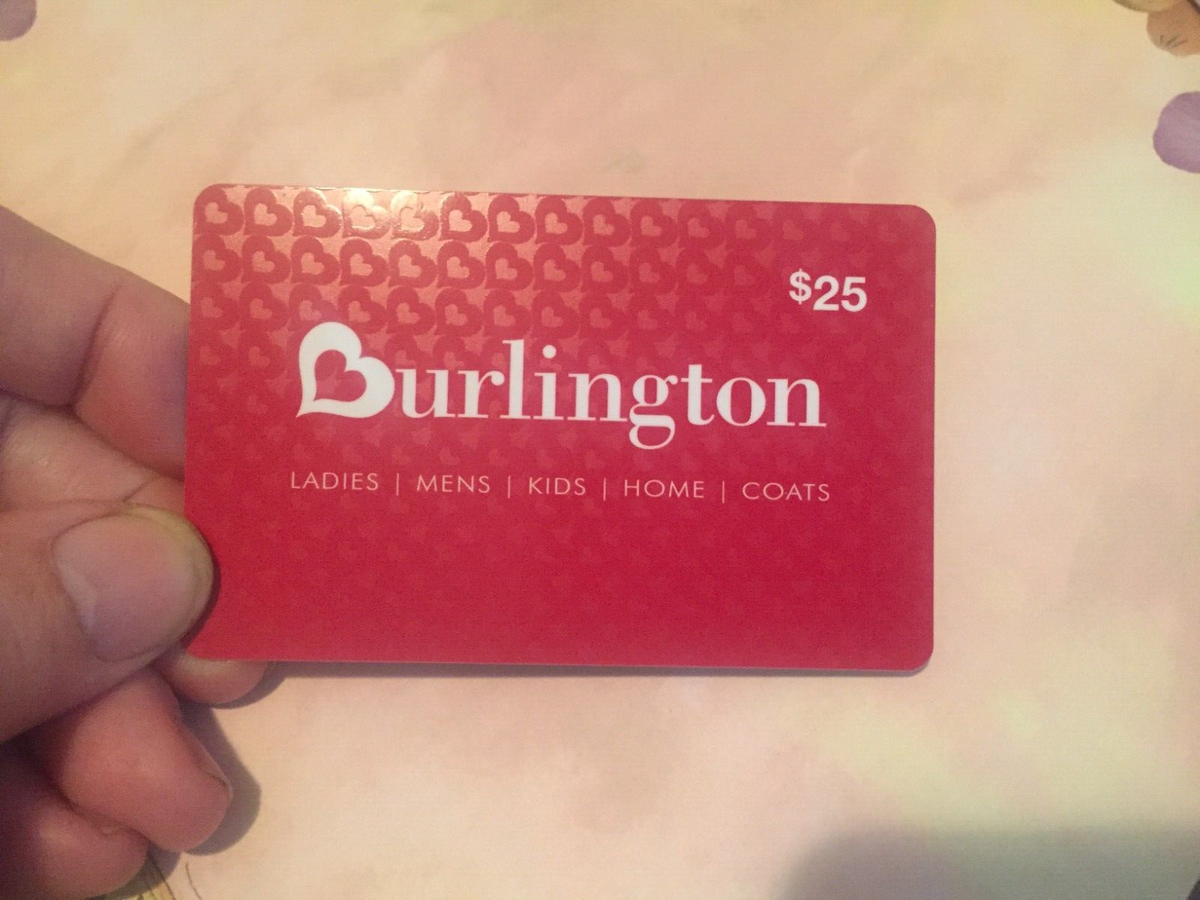 $25
Burlington
LADIES | MENS | KIDS | HOME | COATS